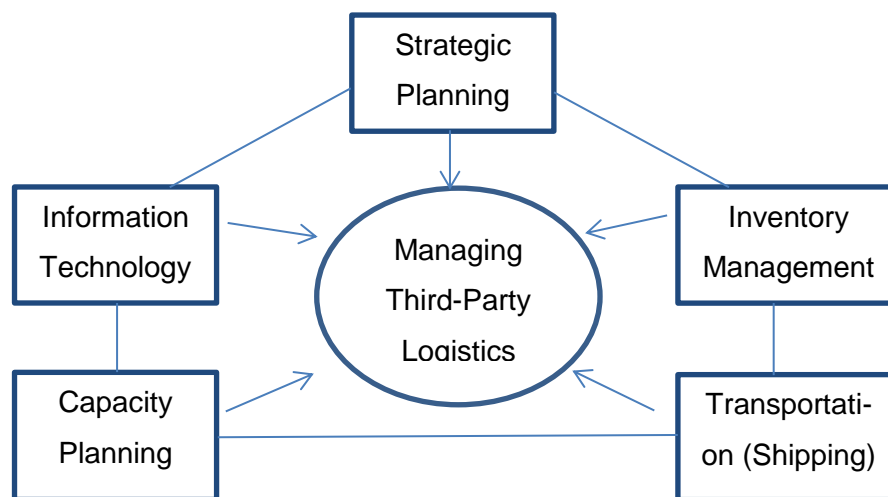 Strategic
Planning
Information
Technology
Managing
Third-Party
Logistics
Inventory
Management
Capacity
Planning
Transportati-
on (Shipping)